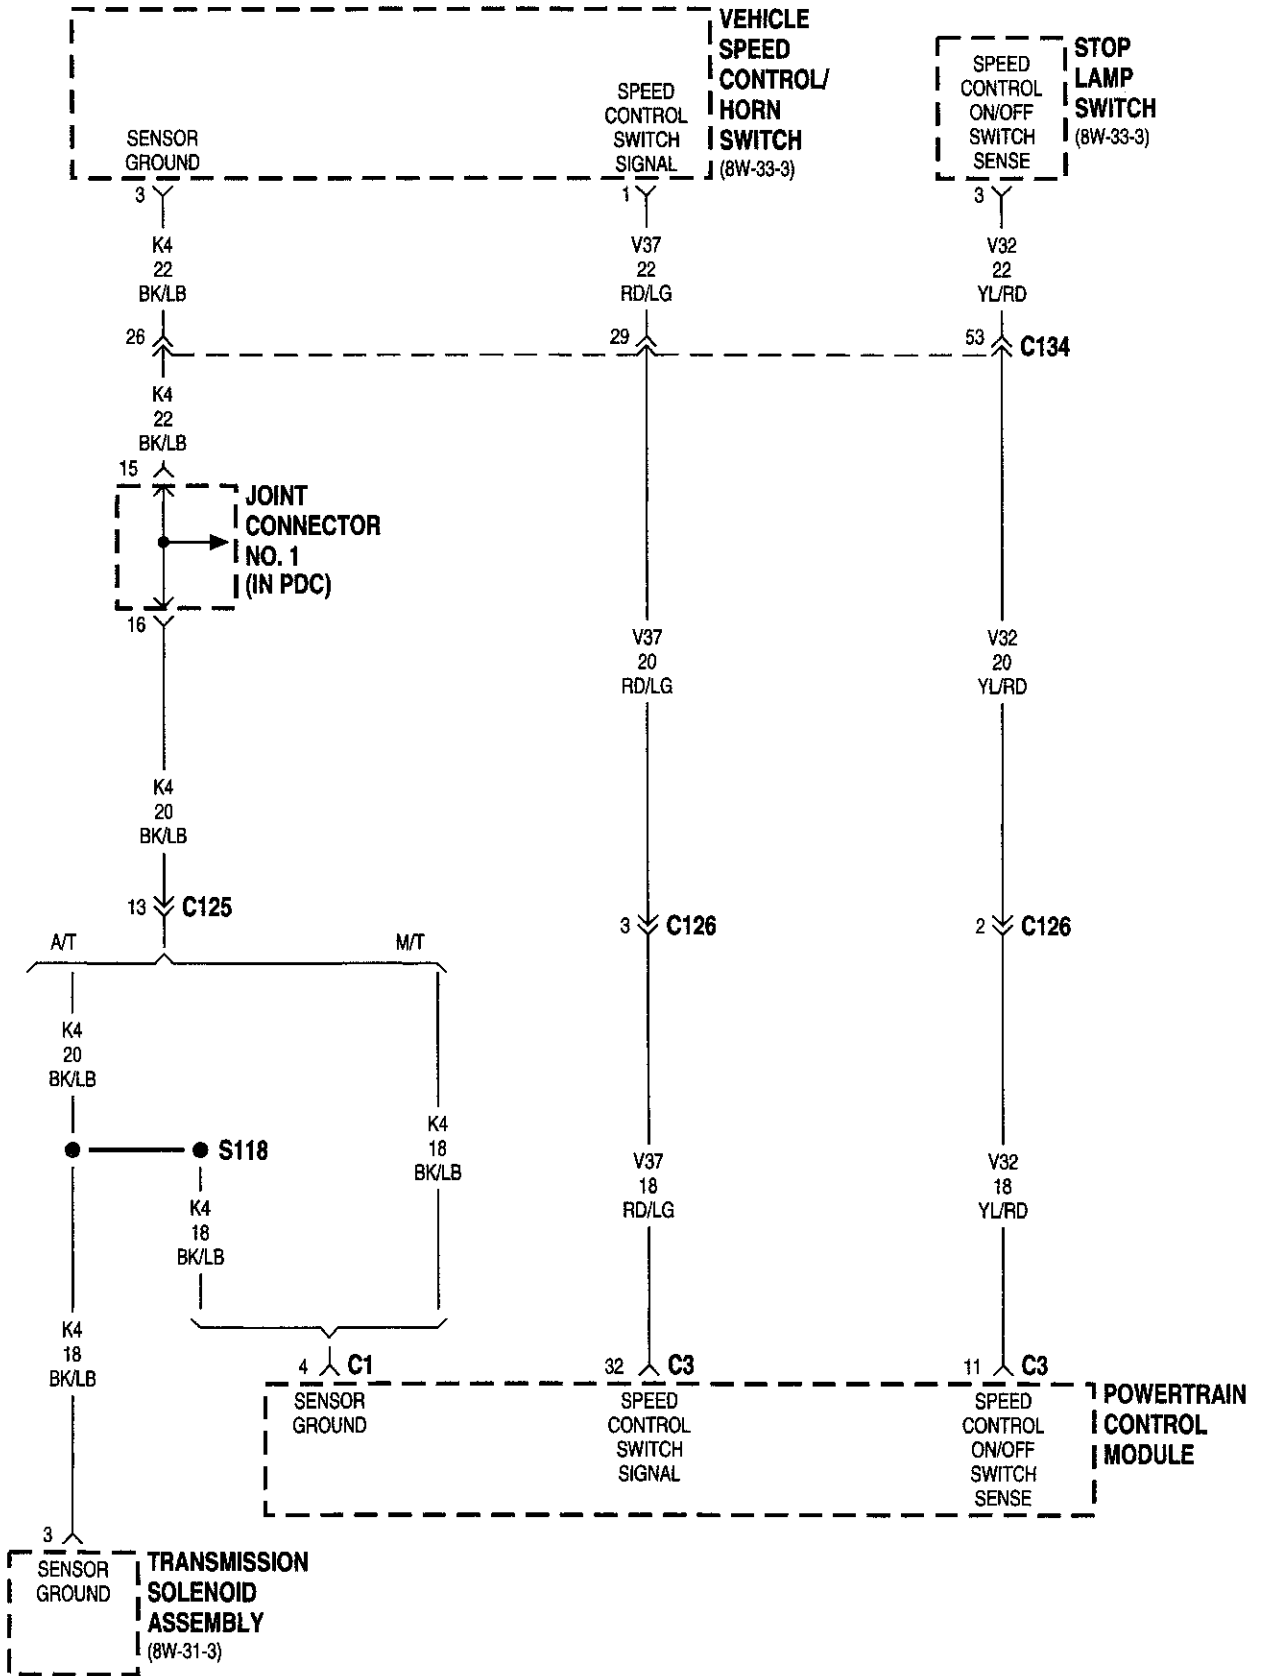 VEHICLE
SPEED
CONTROL/
HORN
SWITCH
(8W-33-3)
SENSOR
GROUND
SPEED
CONTROL
SWITCH
SIGNAL
STOP
LAMP
SWITCH
(8W-33-3)
SPEED
CONTROL
ON/OFF
SWITCH
SENSE
3
1
3
K4
22
BK/LB
V37
22
RD/LG
V32
22
YL/RD
26
29
53
C134
K4
22
BK/LB
15
JOINT
CONNECTOR
NO. 1
(IN PDC)
16
V37
20
RD/LG
V32
20
YL/RD
K4
20
BK/LB
13
C125
3
C126
2
C126
A/T
M/T
K4
20
BK/LB
S118
K4
18
BK/LB
K4
18
BK/LB
V37
18
RD/LG
V32
18
YL/RD
K4
18
BK/LB
4
C1
32
C3
11
C3
SENSOR
GROUND
SPEED
CONTROL
SWITCH
SIGNAL
SPEED
CONTROL
ON/OFF
SWITCH
SENSE
POWERTRAIN
CONTROL
MODULE
3
SENSOR
GROUND
TRANSMISSION
SOLENOID
ASSEMBLY
(8W-31-3)